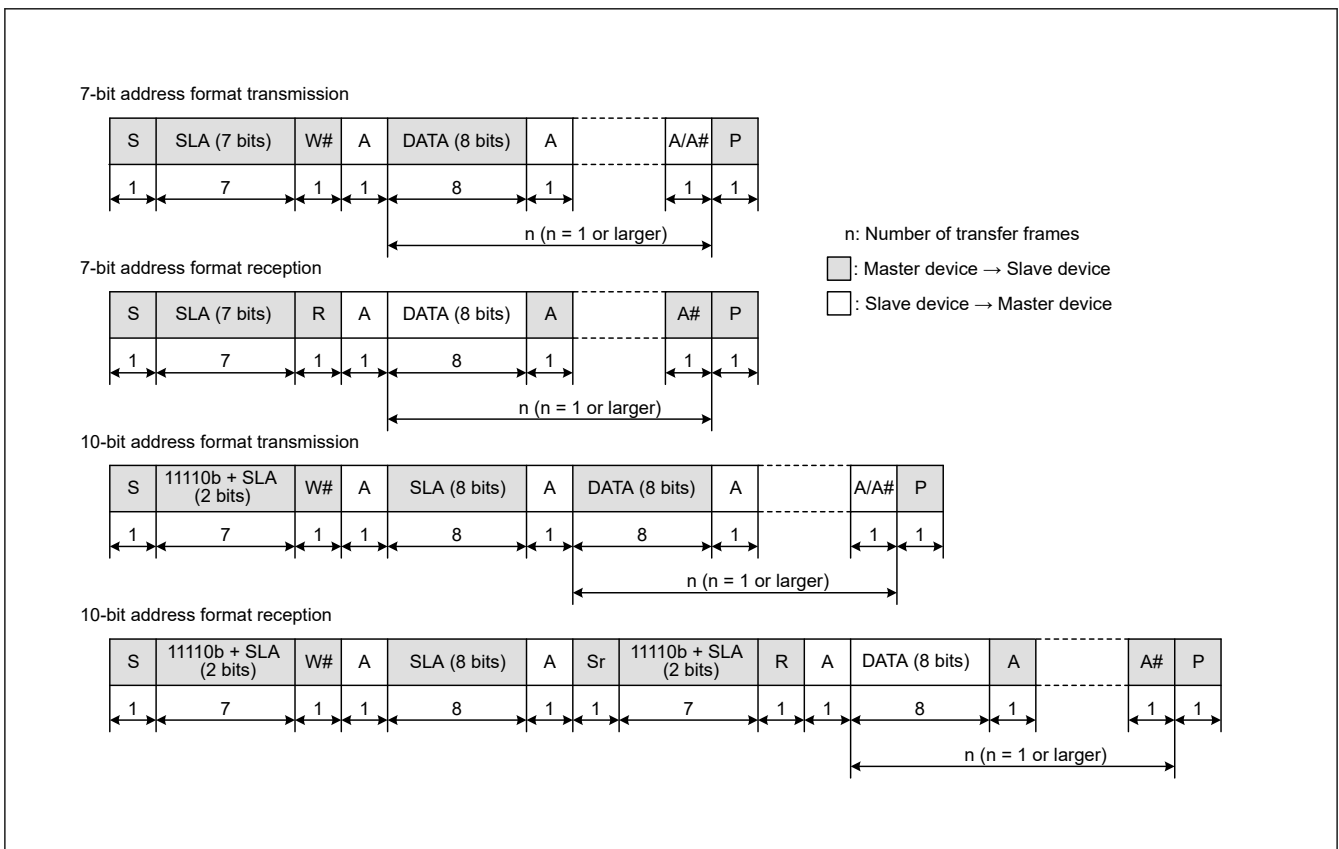 7-bit address format transmission
S SLA (7 bits) W# A DATA (8 bits) A A/A# P
1 7 1 1 8 1 1 1
n (n = 1 or larger)
7-bit address format reception
S SLA (7 bits) R A DATA (8 bits) A A# P
1 7 1 1 8 1 1 1
n (n = 1 or larger)
n: Number of transfer frames
: Master device → Slave device
: Slave device → Master device
10-bit address format transmission
S 11110b + SLA (2 bits) W# A SLA (8 bits) A DATA (8 bits) A A/A# P
1 7 1 1 8 1 8 1 1 1
n (n = 1 or larger)
10-bit address format reception
S 11110b + SLA (2 bits) W# A SLA (8 bits) A Sr 11110b + SLA (2 bits) R A DATA (8 bits) A A# P
1 7 1 1 8 1 1 7 1 1 8 1 1 1
n (n = 1 or larger)